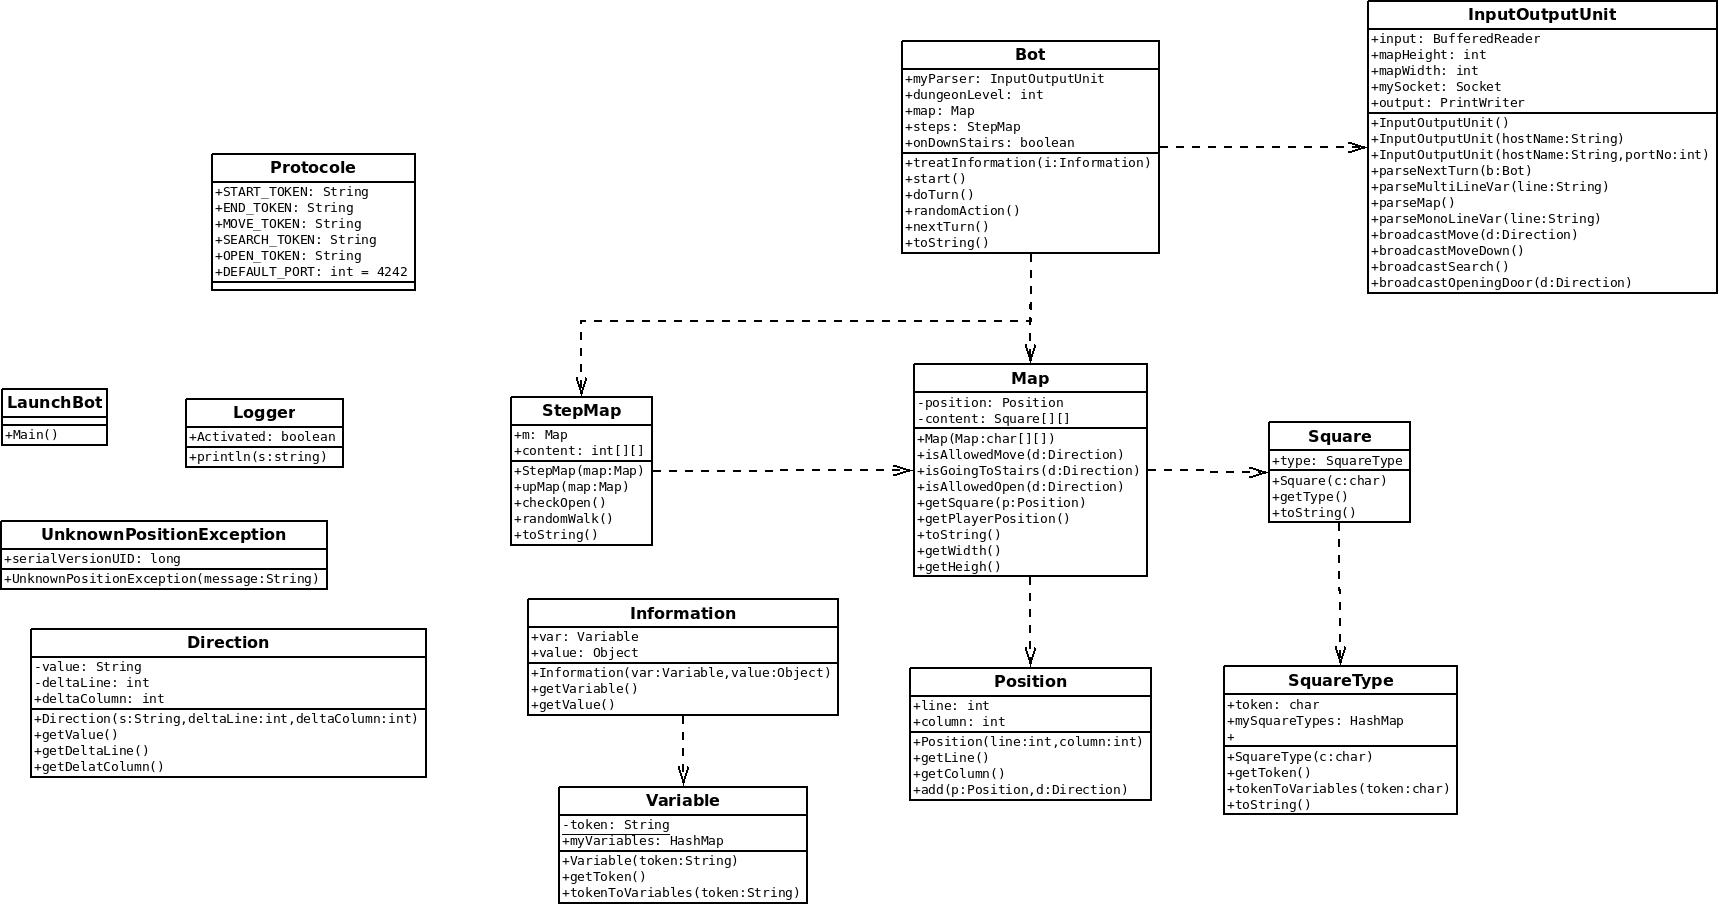 InputOutputUnit
+input: BufferedReader
+mapHeight: int
+mapWidth: int
+mySocket: Socket
+output: PrintWriter
+InputOutputUnit()
+InputOutputUnit(hostName:String)
+InputOutputUnit(hostName:String,portNo:int)
+parseNextTurn(b:Bot)
+parseMultiLineVar(line:String)
+parseMap()
+parseMonoLineVar(line:String)
+broadcastMove(d:Direction)
+broadcastMoveDown()
+broadcastSearch()
+broadcastOpeningDoor(d:Direction)
Bot
+myParser: InputOutputUnit
+dungeonLevel: int
+map: Map
+steps: StepMap
+onDownStairs: boolean
+treatInformation(i:Information)
+start()
+doTurn()
+randomAction()
+nextTurn()
+toString()
Protocole
+START_TOKEN: String
+END_TOKEN: String
+MOVE_TOKEN: String
+SEARCH_TOKEN: String
+OPEN_TOKEN: String
+DEFAULT_PORT: int = 4242
LaunchBot
+Main()
Logger
+Activated: boolean
+println(s:string)
StepMap
+m: Map
+content: int[][]
+StepMap(map:Map)
+upMap(map:Map)
+checkOpen()
+randomWalk()
+toString()
Map
-position: Position
-content: Square[][]
+Map(Map:char[][])
+isAllowedMove(d:Direction)
+isGoingToStairs(d:Direction)
+isAllowedOpen(d:Direction)
+getSquare(p:Position)
+getPlayerPosition()
+toString()
+getWidth()
+getHeigh()
Square
+type: SquareType
+Square(c:char)
+getType()
+toString()
UnknownPositionException
+serialVersionUID: long
+UnknownPositionException(message:String)
Direction
-value: String
-deltaLine: int
+deltaColumn: int
+Direction(s:String,deltaLine:int,deltaColumn:int)
+getValue()
+getDeltaLine()
+getDelatColumn()
Information
+var: Variable
+value: Object
+Information(var:Variable,value:Object)
+getVariable()
+getValue()
Variable
-token: String
+myVariables: HashMap
+Variable(token:String)
+getToken()
+tokenToVariables(token:String)
Position
+line: int
+column: int
+Position(line:int,column:int)
+getLine()
+getColumn()
+add(p:Position,d:Direction)
SquareType
+token: char
+mySquareTypes: HashMap
+
+SquareType(c:char)
+getToken()
+tokenToVariables(token:char)
+toString()